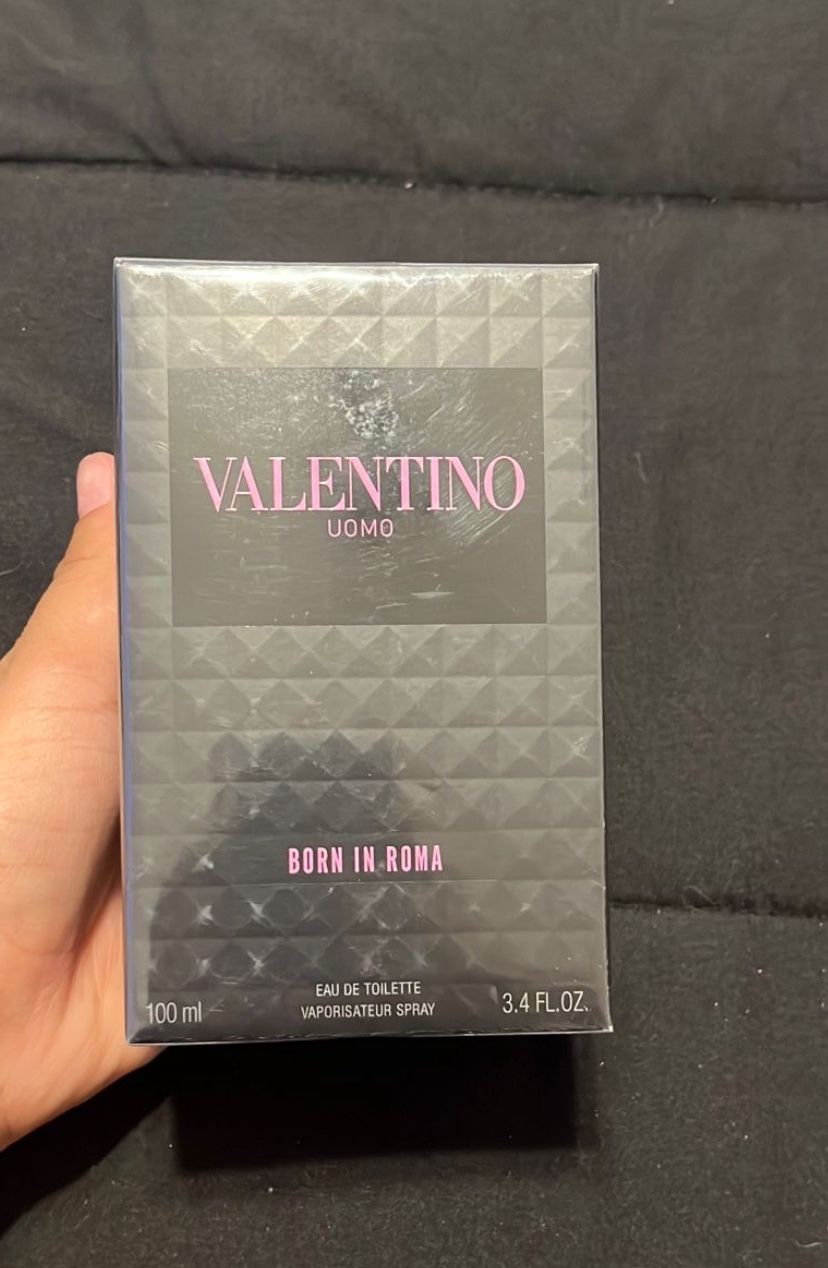 VALENTINO
UOMO
BORN IN ROMA
EAU DE TOILETTE
100 ml VAPORISATEUR SPRAY 3.4 FL.OZ.